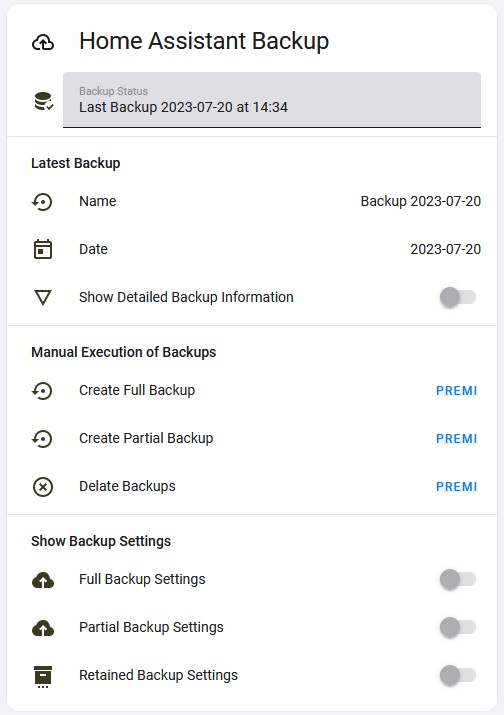 Home Assistant Backup
Backup Status
Last Backup 2023-07-20 at 14:34
Latest Backup
Name Backup 2023-07-20
Date 2023-07-20
Show Detailed Backup Information
Manual Execution of Backups
Create Full Backup PREMI
Create Partial Backup PREMI
Delate Backups PREMI
Show Backup Settings
Full Backup Settings
Partial Backup Settings
Retained Backup Settings